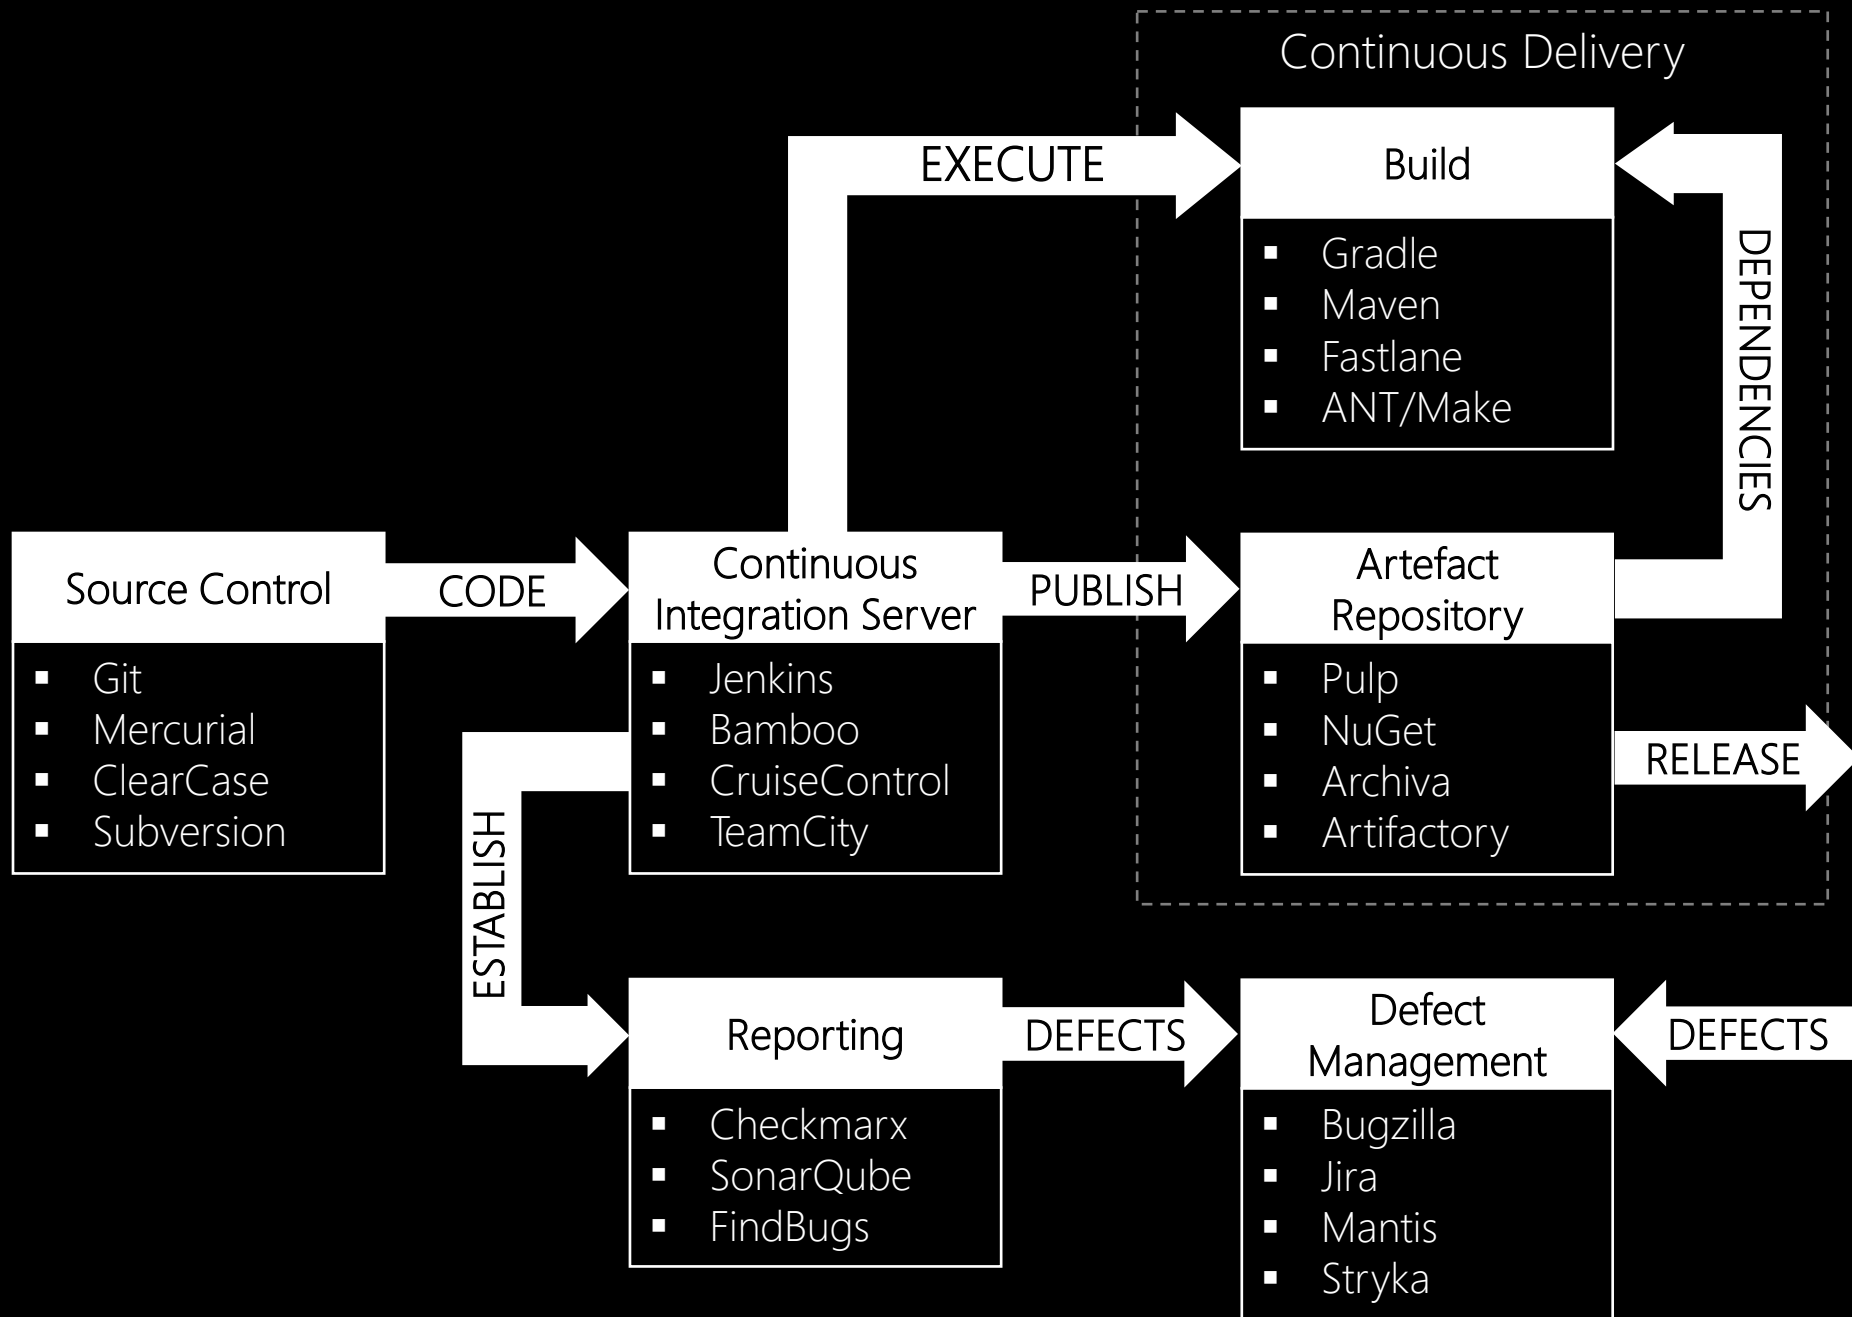 Continuous Delivery
EXECUTE
Build
▪ Gradle
▪ Maven
▪ Fastlane
▪ ANT/Make
DEPENDENCIES
Source Control
▪ Git
▪ Mercurial
▪ ClearCase
▪ Subversion
CODE
Continuous
Integration Server
▪ Jenkins
▪ Bamboo
▪ CruiseControl
▪ TeamCity
PUBLISH
Artefact
Repository
▪ Pulp
▪ NuGet
▪ Archiva
▪ Artifactory
RELEASE
ESTABLISH
Reporting
▪ Checkmarx
▪ SonarQube
▪ FindBugs
DEFECTS
Defect
Management
▪ Bugzilla
▪ Jira
▪ Mantis
▪ Stryka
DEFECTS